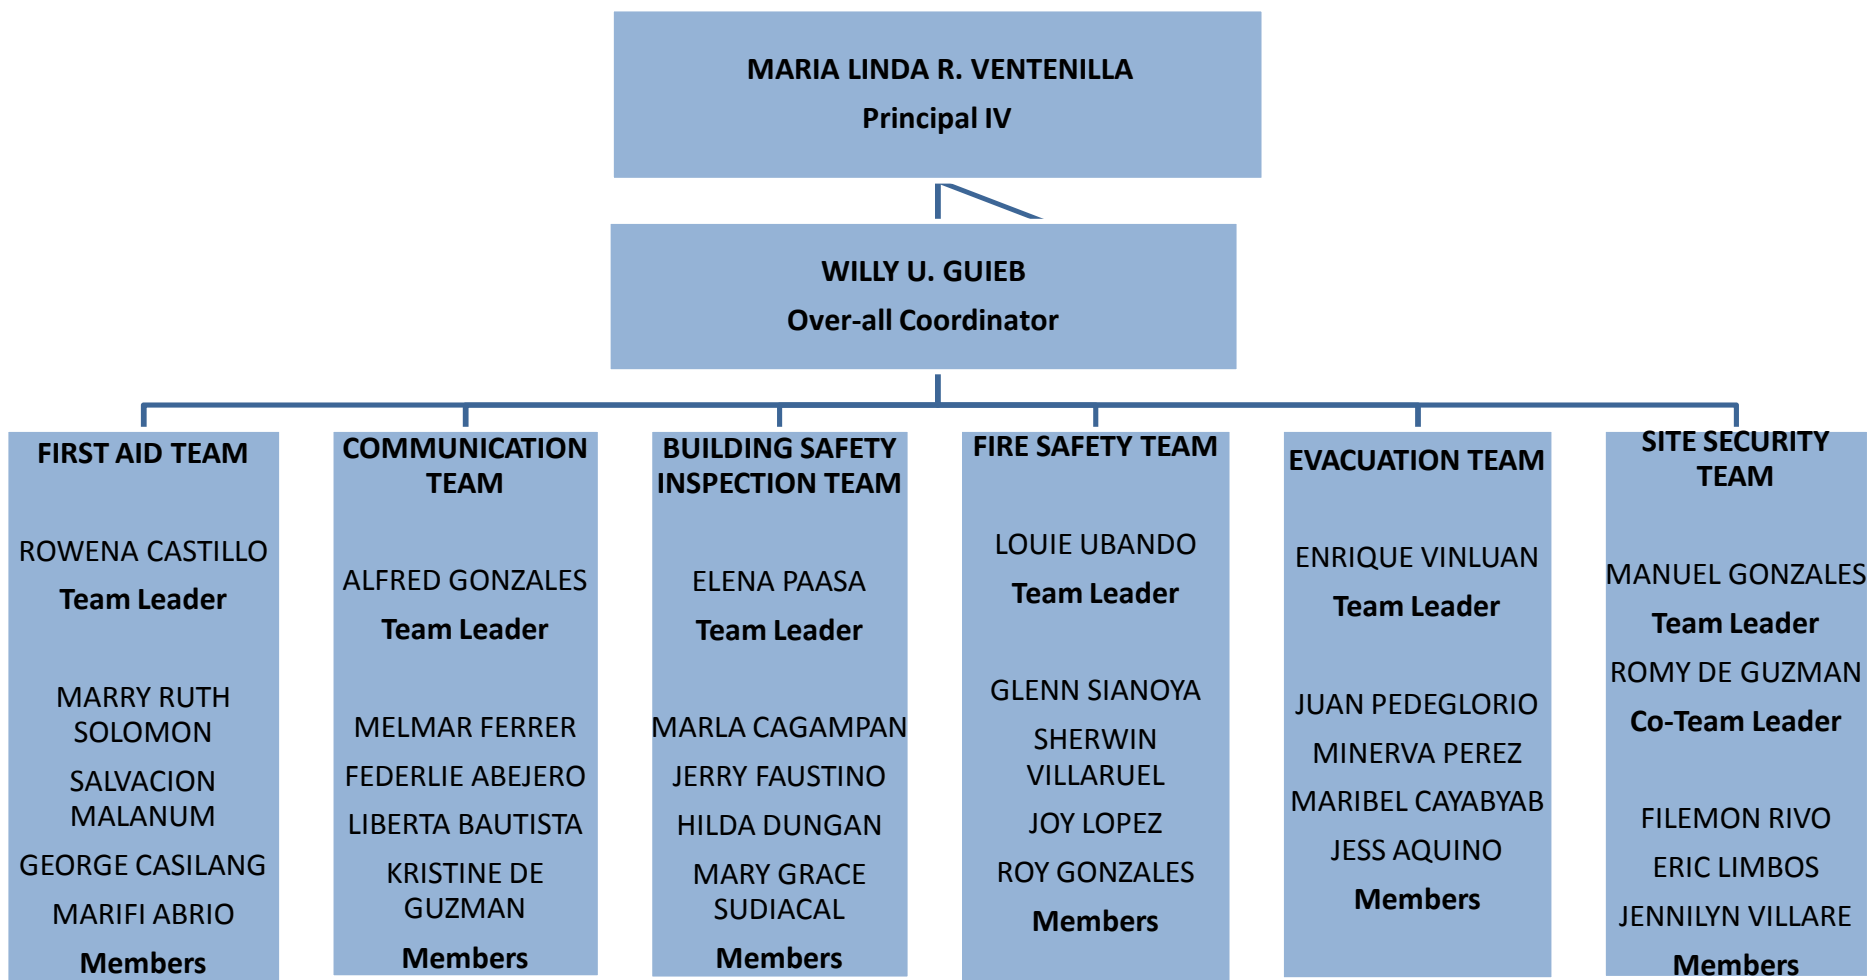 MARIA LINDA R. VENTENILLA
Principal IV
WILLY U. GUIEB
Over-all Coordinator
FIRST AID TEAM
ROWENA CASTILLO
Team Leader
MARRY RUTH
SOLOMON
SALVACION
MALANUM
GEORGE CASILANG
MARIFI ABRIO
Members
COMMUNICATION
TEAM
ALFRED GONZALES
Team Leader
MELMAR FERRER
FEDERLIE ABEJERO
LIBERTA BAUTISTA
KRISTINE DE
GUZMAN
Members
BUILDING SAFETY
INSPECTION TEAM
ELENA PAASA
Team Leader
MARLA CAGAMPAN
JERRY FAUSTINO
HILDA DUNGAN
MARY GRACE
SUDIACAL
Members
FIRE SAFETY TEAM
LOUIE UBANDO
Team Leader
GLENN SIANOYA
SHERWIN
VILLARUEL
JOY LOPEZ
ROY GONZALES
Members
EVACUATION TEAM
ENRIQUE VINLUAN
Team Leader
JUAN PEDEGLORIO
MINERVA PEREZ
MARIBEL CAYABYAB
JESS AQUINO
Members
SITE SECURITY
TEAM
MANUEL GONZALES
Team Leader
ROMY DE GUZMAN
Co-Team Leader
FILEMON RIVO
ERIC LIMBOS
JENNILYN VILLARE
Members